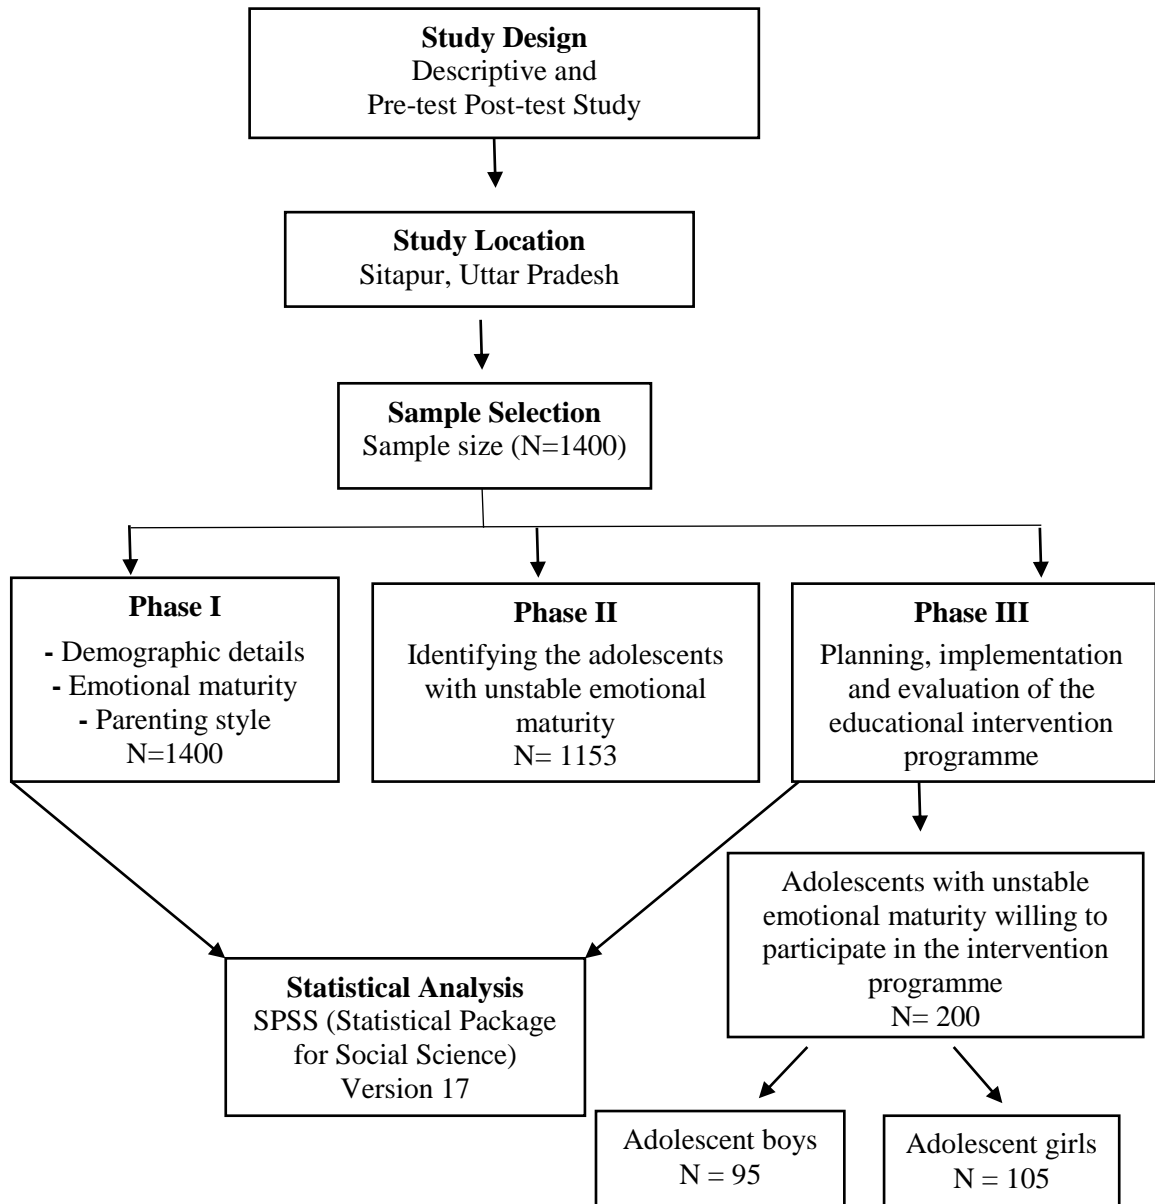 Study Design
Descriptive and
Pre-test Post-test Study
Study Location
Sitapur, Uttar Pradesh
Sample Selection
Sample size (N=1400)
Phase I
- Demographic details
- Emotional maturity
- Parenting style
N=1400
Phase II
Identifying the adolescents
with unstable emotional
maturity
N= 1153
Phase III
Planning, implementation
and evaluation of the
educational intervention
programme
Adolescents with unstable
emotional maturity willing to
participate in the intervention
programme
N= 200
Statistical Analysis
SPSS (Statistical Package
for Social Science)
Version 17
Adolescent boys
N = 95
Adolescent girls
N = 105